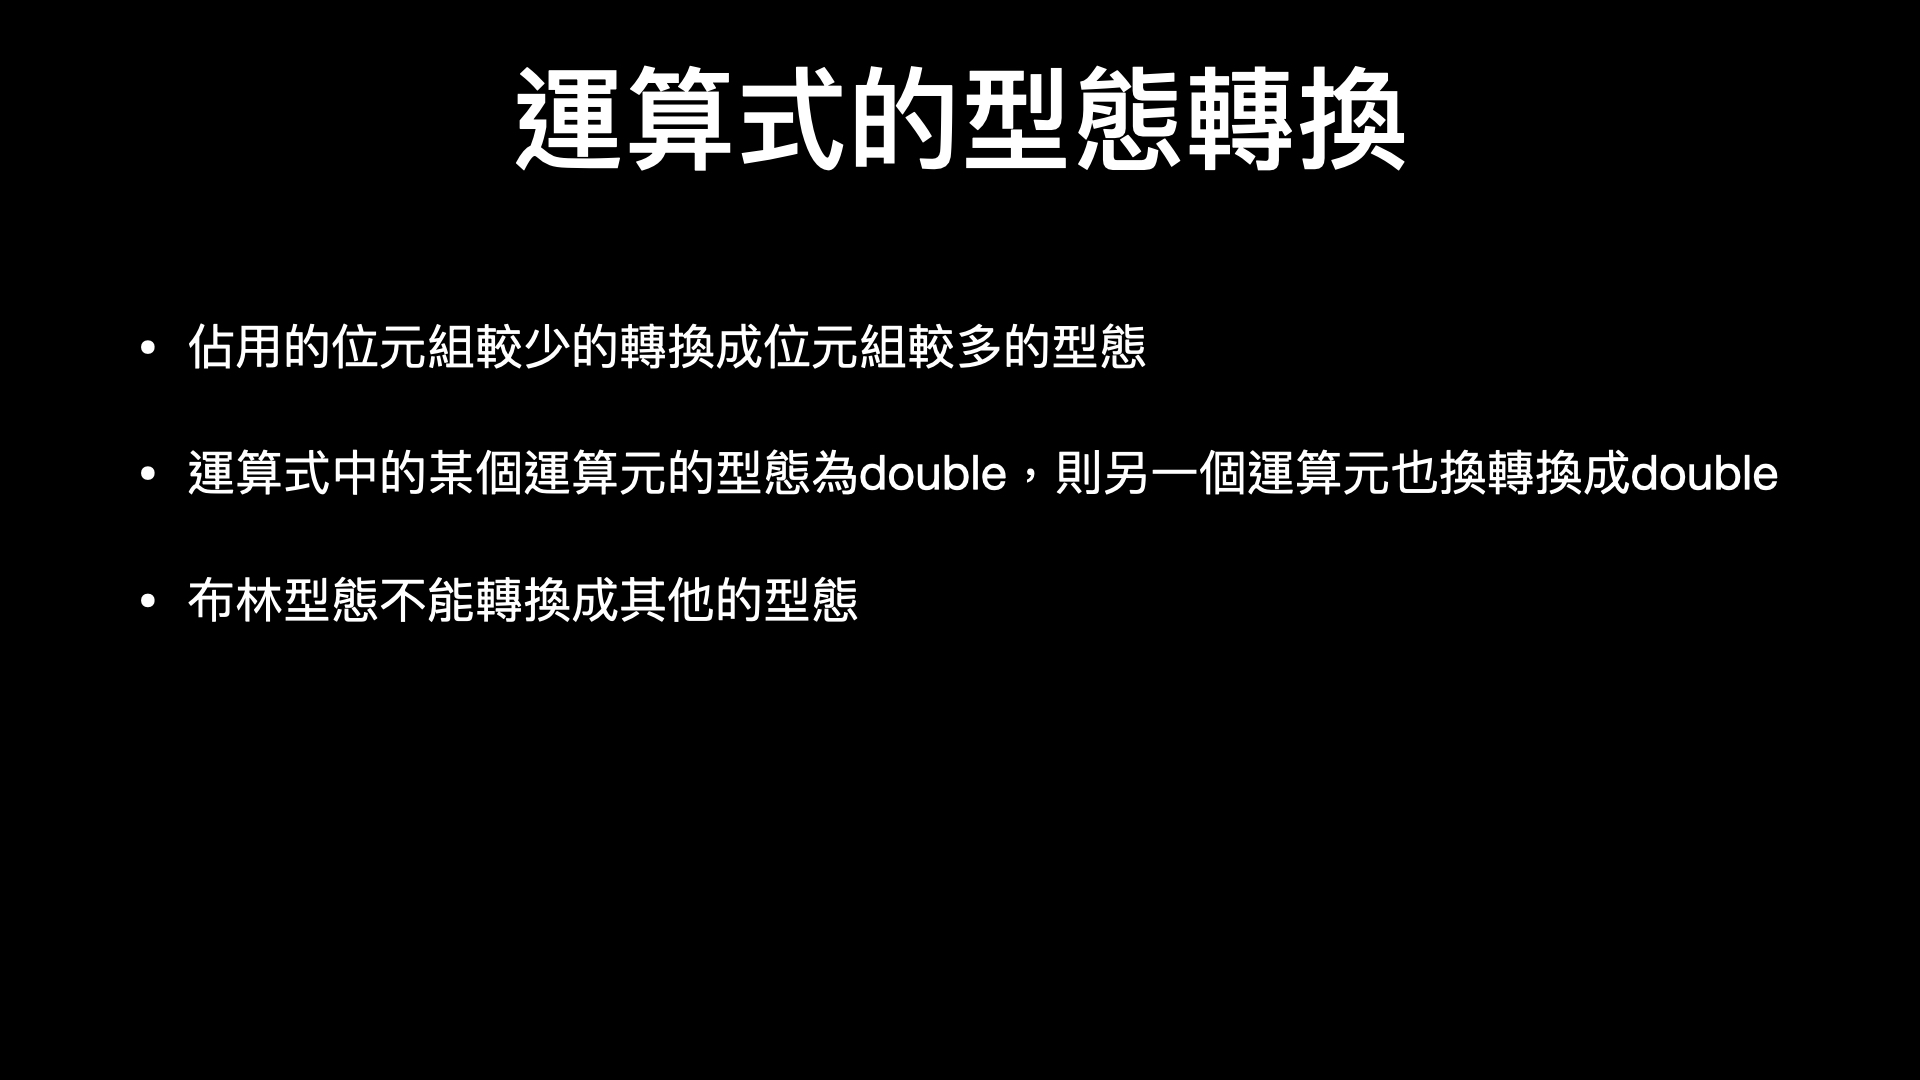 運算式的型態轉換
• 佔用的位元組較少的轉換成位元組較多的型態
• 運算式中的某個運算元的型態為double，則另一個運算元也換轉換成double
• 布林型態不能轉換成其他的型態